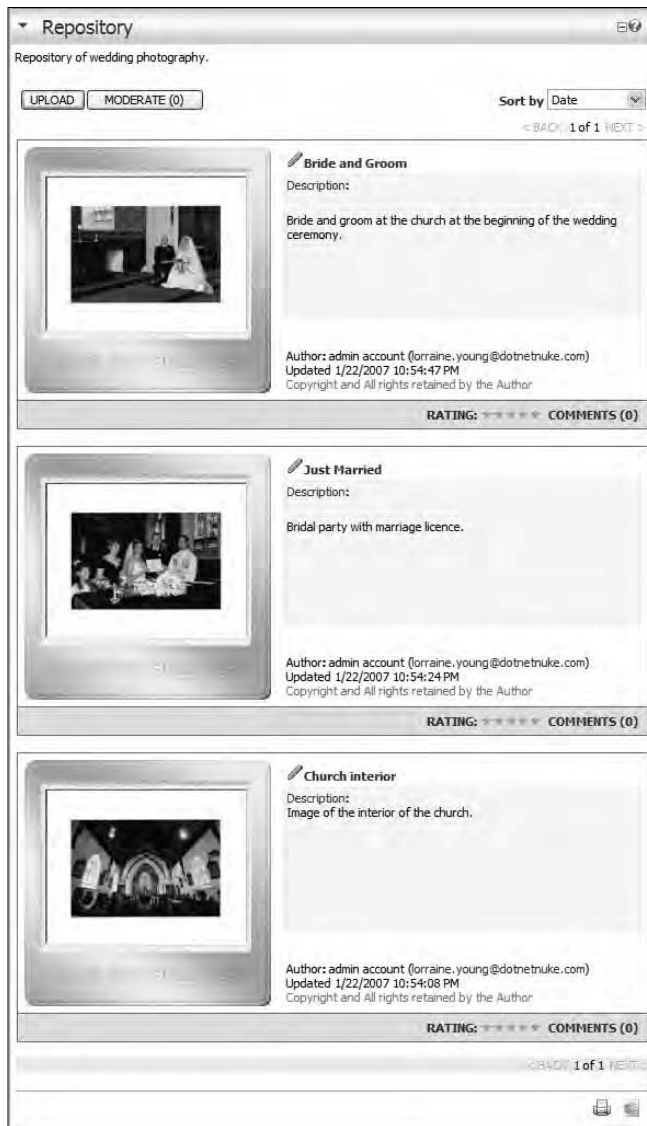 Repository
Repository of wedding photography.
UPLOAD MODERATE (0) Sort by Date
< BACK 1 of 1 NEXT >
Bride and Groom
Description:
Bride and groom at the church at the beginning of the wedding
ceremony.
Author: admin account (lorraine.young@dotnetnuke.com)
Updated 1/22/2007 10:54:47 PM
Copyright and All rights retained by the Author
RATING: COMMENTS (0)
Just Married
Description:
Bridal party with marriage licence.
Author: admin account (lorraine.young@dotnetnuke.com)
Updated 1/22/2007 10:54:24 PM
Copyright and All rights retained by the Author
RATING: COMMENTS (0)
Church interior
Description:
Image of the interior of the church.
Author: admin account (lorraine.young@dotnetnuke.com)
Updated 1/22/2007 10:54:08 PM
Copyright and All rights retained by the Author
RATING: COMMENTS (0)
< BACK 1 of 1 NEXT >